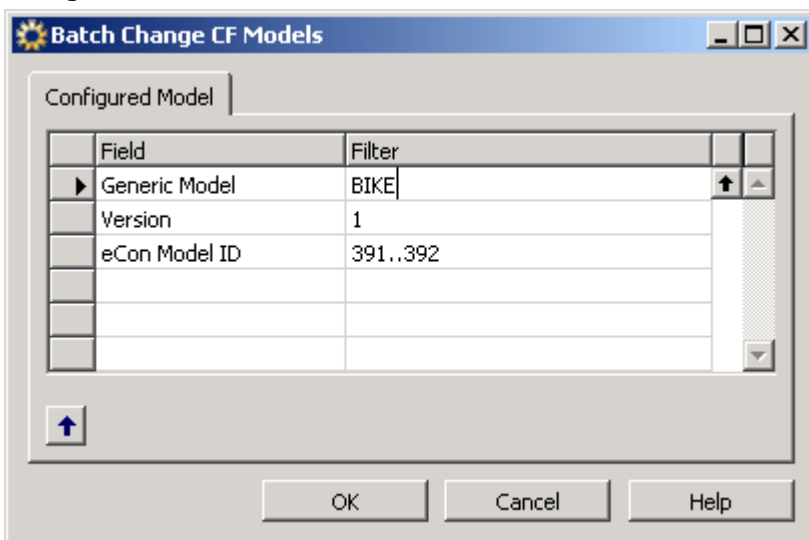 Batch Change CF Models
Configured Model
Field Filter
Generic Model BIKE
Version 1
eCon Model ID 391..392
OK Cancel Help